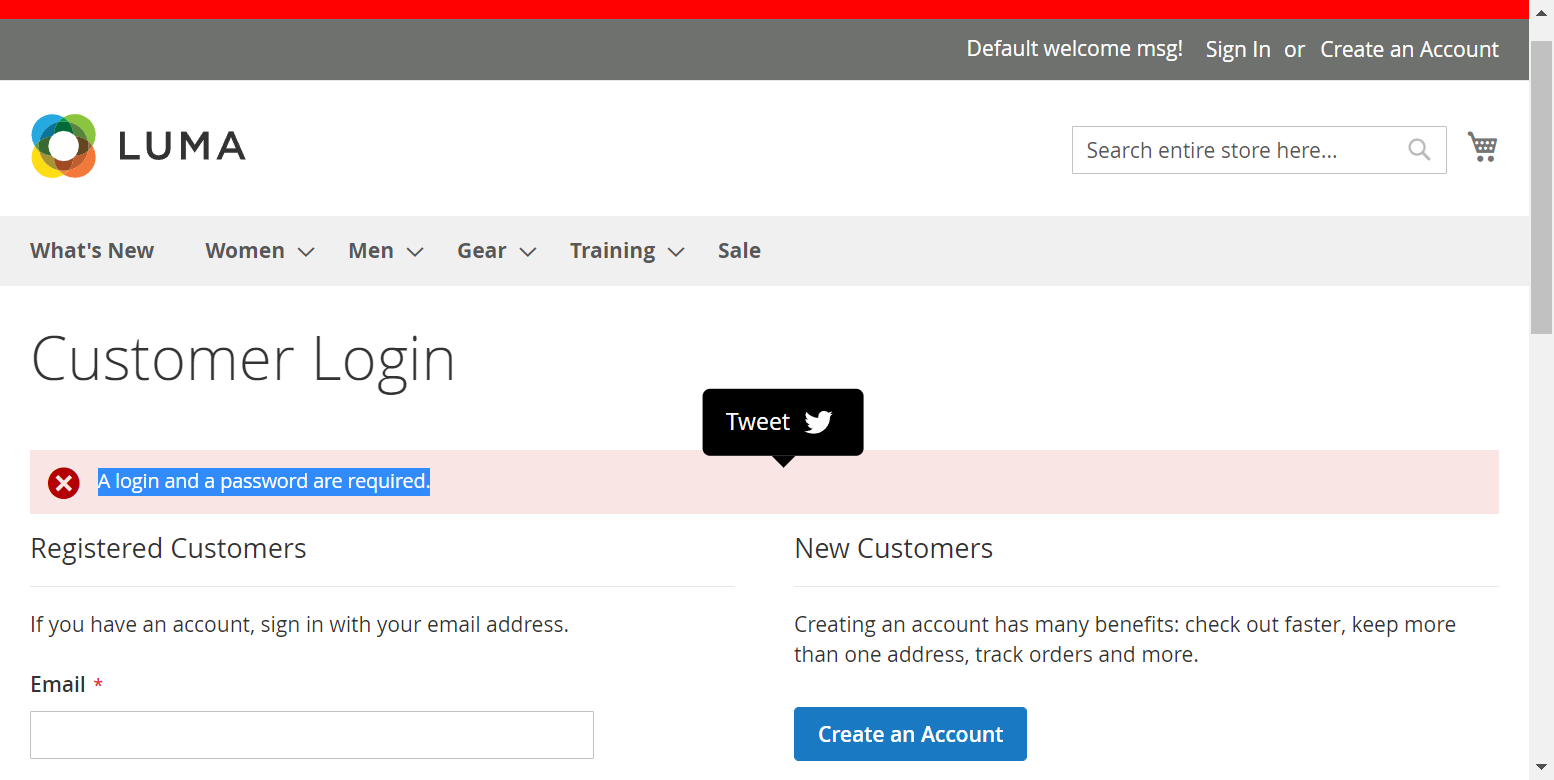 Default welcome msg! Sign In or Create an Account
LUMA
Search entire store here...
What's New Women Men Gear Training Sale
Customer Login
Tweet
A login and a password are required.
Registered Customers
If you have an account, sign in with your email address.
Email *
New Customers
Creating an account has many benefits: check out faster, keep more
than one address, track orders and more.
Create an Account